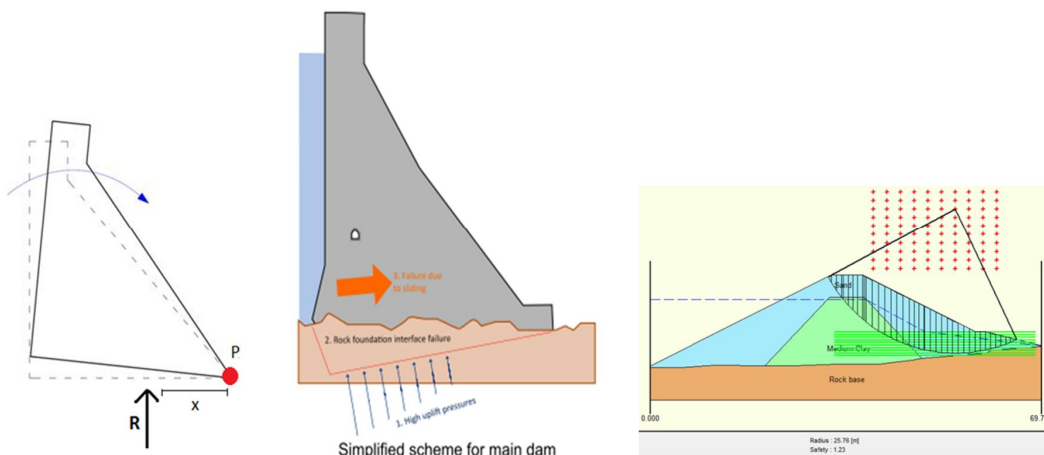 P
x
R
3. Failure due
to sliding
2. Rock foundation interface failure
1. High uplift pressures
Simplified scheme for main dam
Sand
Medium Clay
Rock base
0.000
69.7
Radius : 25.76 [m]
Safety : 1.23